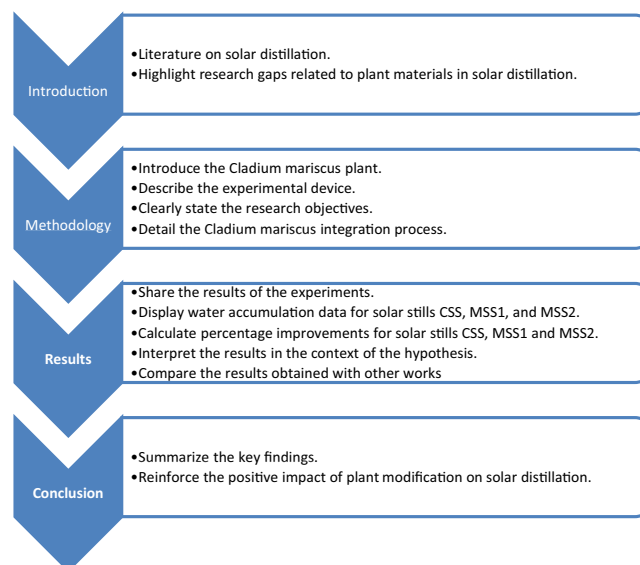 Introduction
•Literature on solar distillation.
•Highlight research gaps related to plant materials in solar distillation.
Methodology
•Introduce the Cladium mariscus plant.
•Describe the experimental device.
•Clearly state the research objectives.
•Detail the Cladium mariscus integration process.
Results
•Share the results of the experiments.
•Display water accumulation data for solar stills CSS, MSS1, and MSS2.
•Calculate percentage improvements for solar stills CSS, MSS1 and MSS2.
•Interpret the results in the context of the hypothesis.
•Compare the results obtained with other works
Conclusion
•Summarize the key findings.
•Reinforce the positive impact of plant modification on solar distillation.